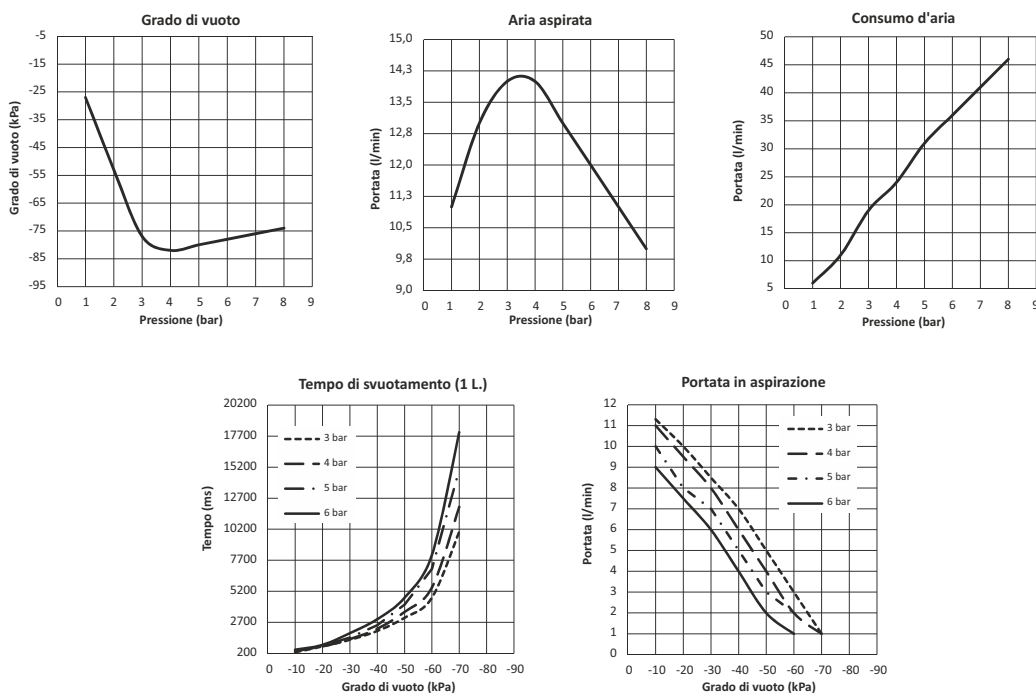 Grado di vuoto
-5
-15
-25
-35
-45
-55
-65
-75
-85
-95
0 1 2 3 4 5 6 7 8 9
Pressione (bar)
Grado di vuoto (kPa)
Aria aspirata
15,0
14,3
13,5
12,8
12,0
11,3
10,5
9,8
9,0
0 1 2 3 4 5 6 7 8 9
Pressione (bar)
Portata (l/min)
Consumo d'aria
50
45
40
35
30
25
20
15
10
5
0 1 2 3 4 5 6 7 8 9
Pressione (bar)
Portata (l/min)
Tempo di svuotamento (1 L.)
20200
17700
15200
12700
10200
7700
5200
2700
200
3 bar
4 bar
5 bar
6 bar
0 -10 -20 -30 -40 -50 -60 -70 -80 -90
Grado di vuoto (kPa)
Tempo (ms)
Portata in aspirazione
12
11
10
9
8
7
6
5
4
3
2
1
0
3 bar
4 bar
5 bar
6 bar
0 -10 -20 -30 -40 -50 -60 -70 -80 -90
Grado di vuoto (kPa)
Portata (l/min)